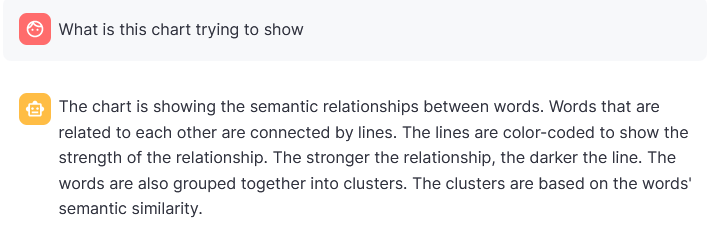 What is this chart trying to show
The chart is showing the semantic relationships between words. Words that are
related to each other are connected by lines. The lines are color-coded to show the
strength of the relationship. The stronger the relationship, the darker the line. The
words are also grouped together into clusters. The clusters are based on the words'
semantic similarity.